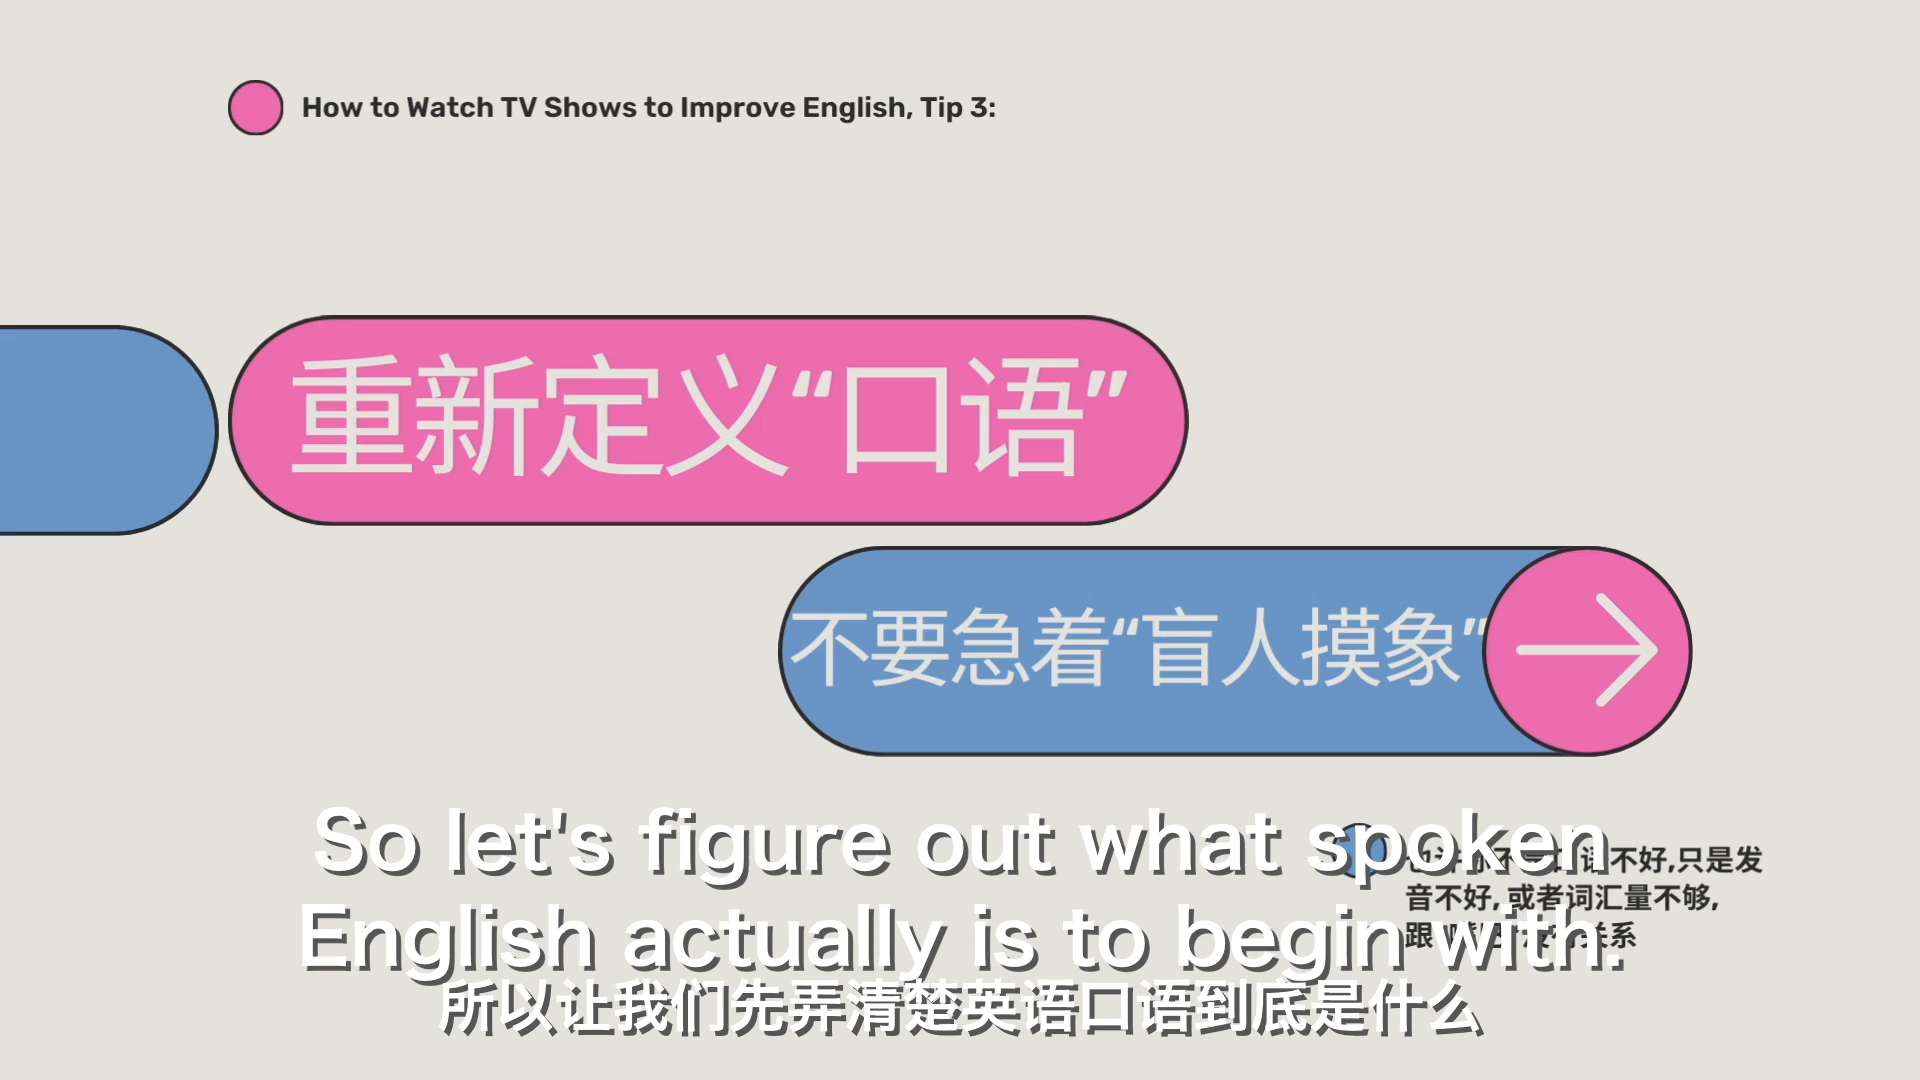 How to Watch TV Shows to Improve English, Tip 3:
重新定义“口语”
不要急着“盲人摸象”
So let's figure out what spoken
English actually is to begin with.
所以让我们先弄清楚英语口语到底是什么
不好,只是发
音不好, 或者词汇量不够,
关系